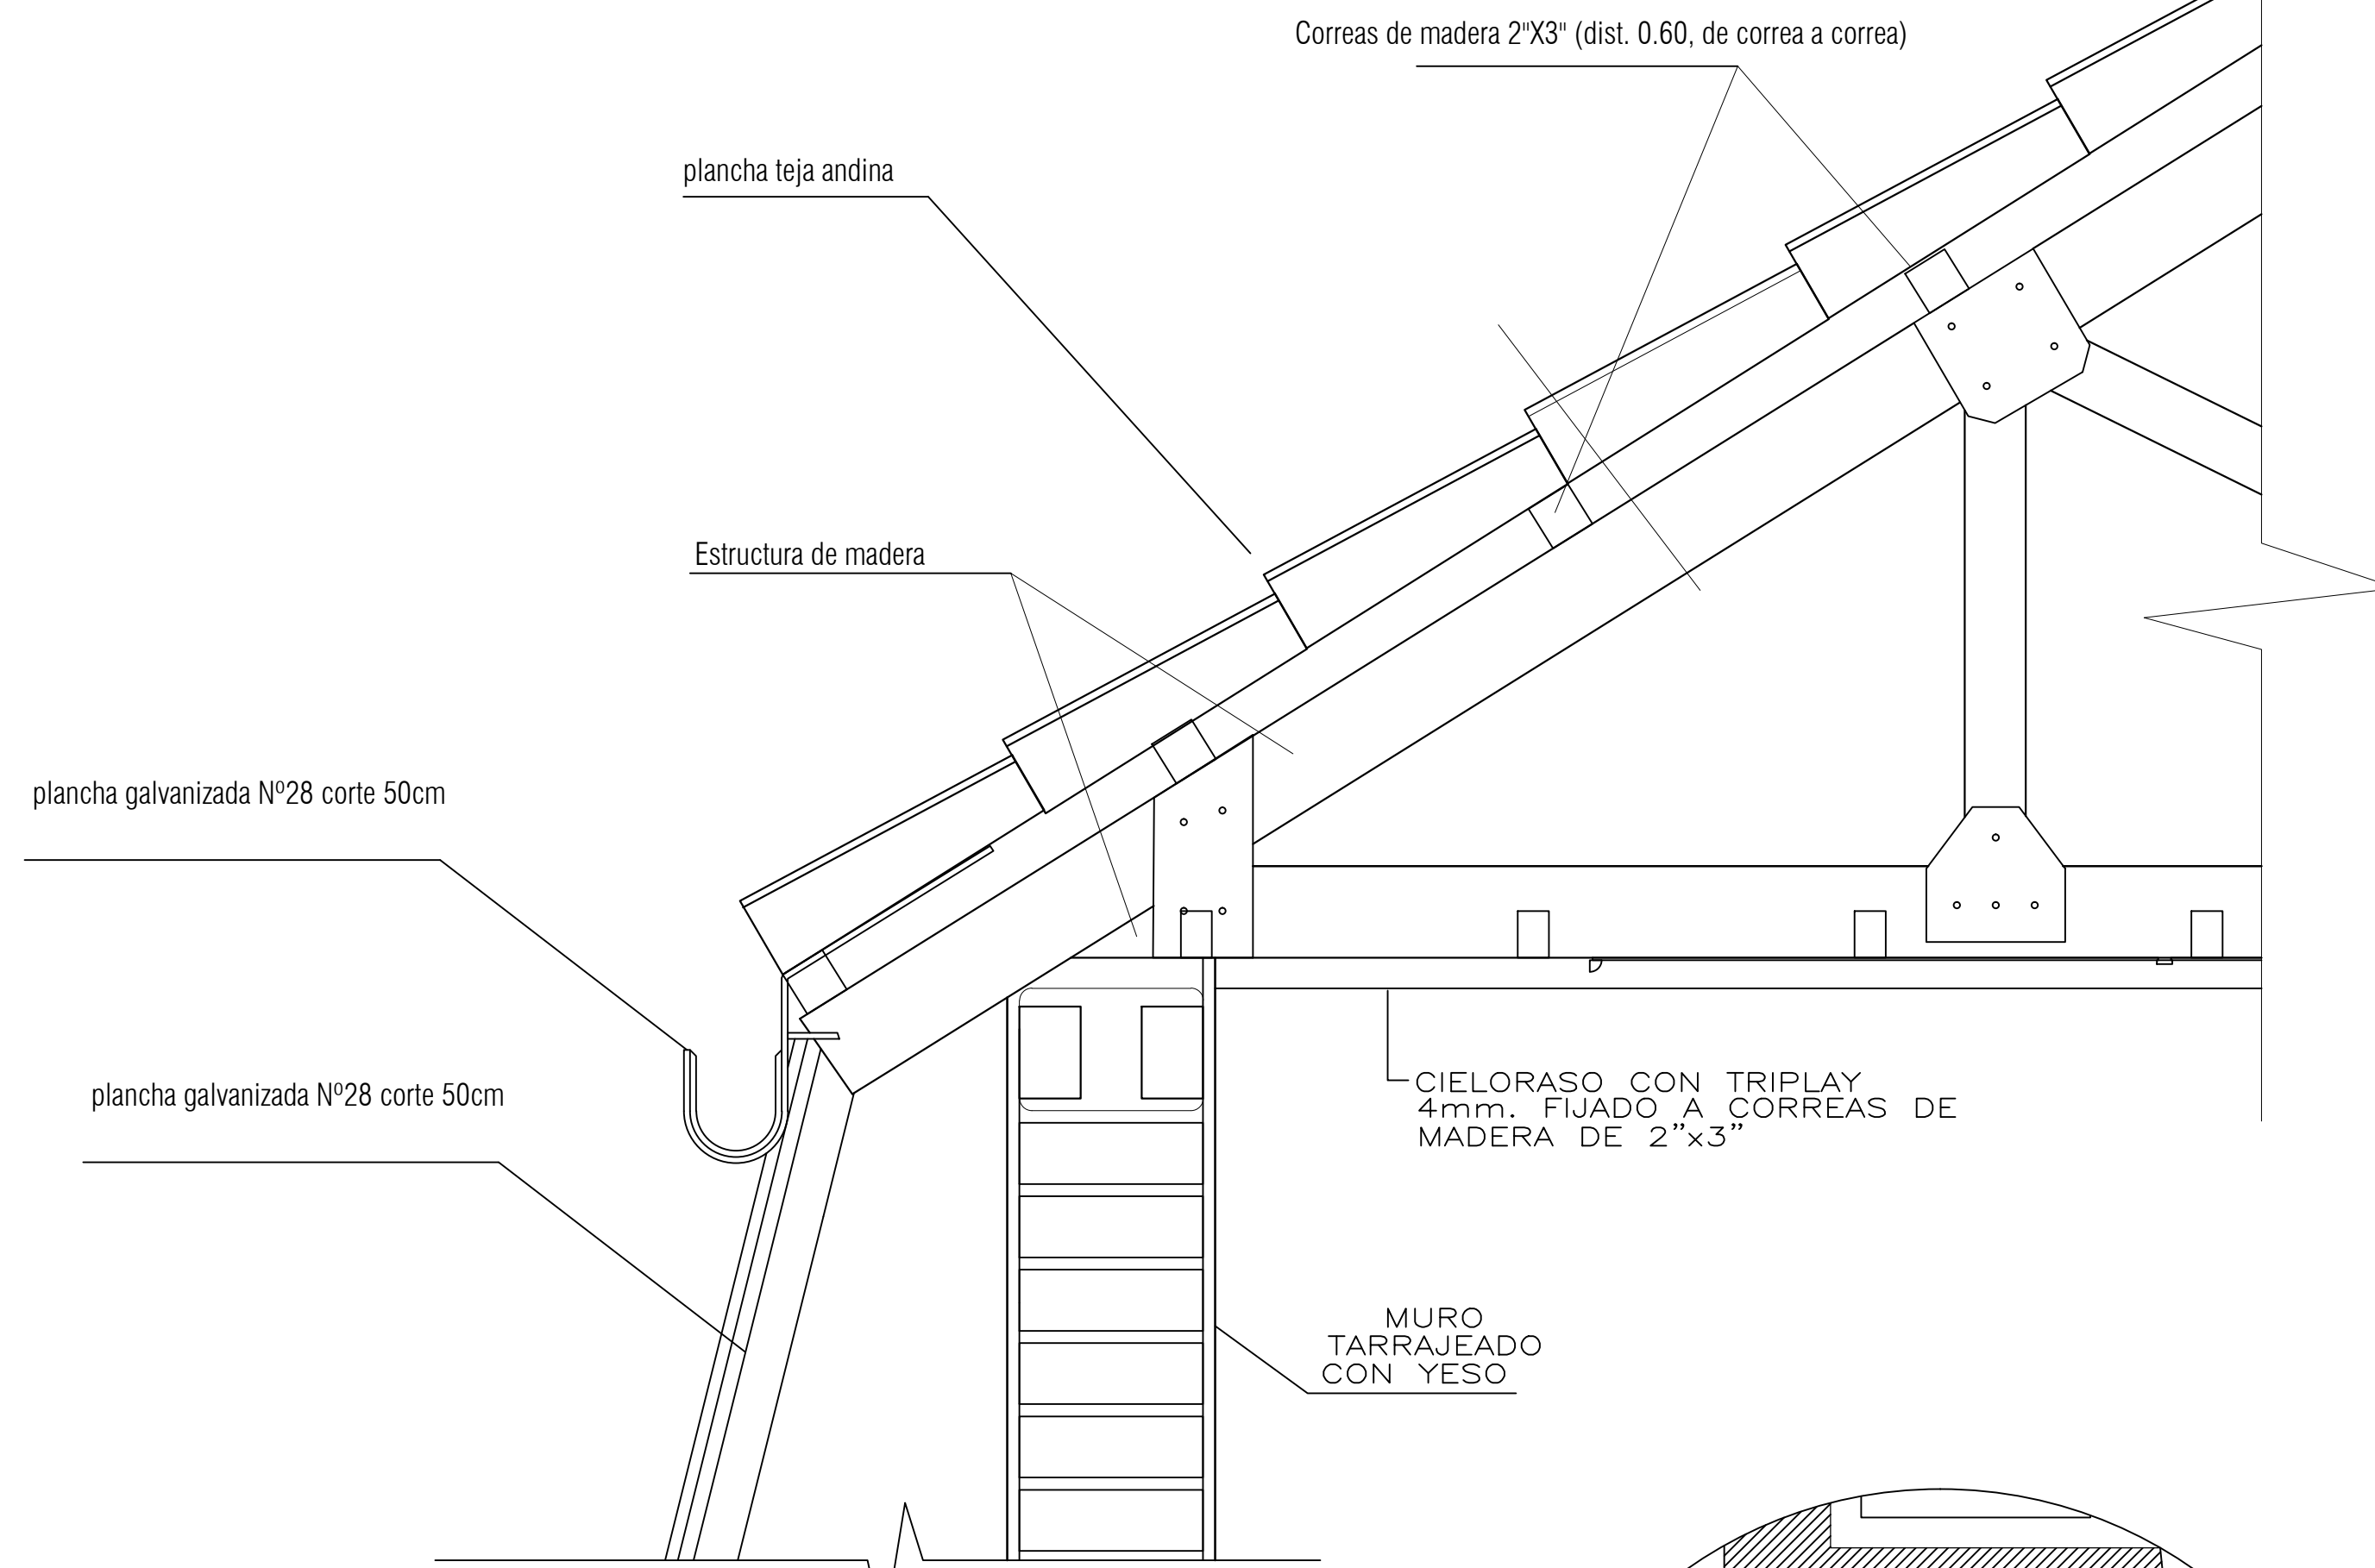 Correas de madera 2"X3" (dist. 0.60, de correa a correa)
plancha teja andina
Estructura de madera
plancha galvanizada Nº28 corte 50cm
plancha galvanizada Nº28 corte 50cm
CIELORASO CON TRIPLAY
4mm. FIJADO A CORREAS DE
MADERA DE 2”x3”
MURO
TARRAJEADO
CON YESO